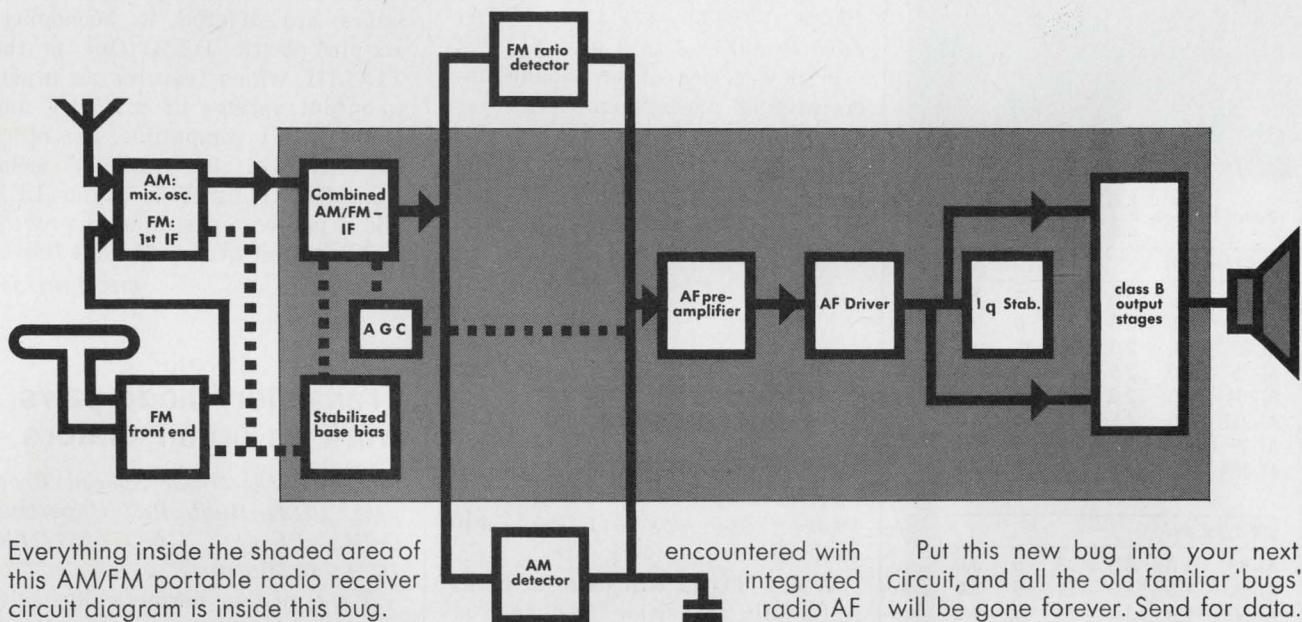 FM ratio
detector
AM:
mix. osc.
FM:
1st IF
Combined
AM/FM–
IF
AGC
AF pre-
amplifier
AF Driver
Iq Stab.
class B
output
stages
FM
front end
Stabilized
base bias
AM
detector
Everything inside the shaded area of
this AM/FM portable radio receiver
circuit diagram is inside this bug.
encountered with
integrated
radio AF
Put this new bug into your next
circuit, and all the old familiar 'bugs'
will be gone forever. Send for data.